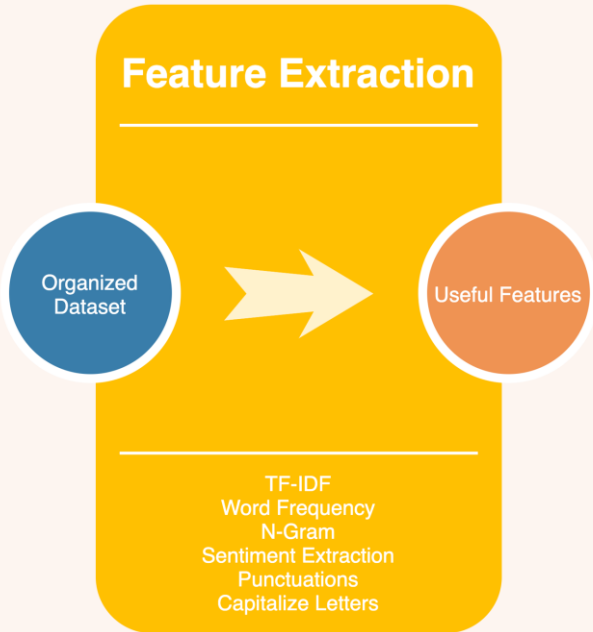 Feature Extraction
Organized
Dataset
Useful Features
TF-IDF
Word Frequency
N-Gram
Sentiment Extraction
Punctuations
Capitalize Letters